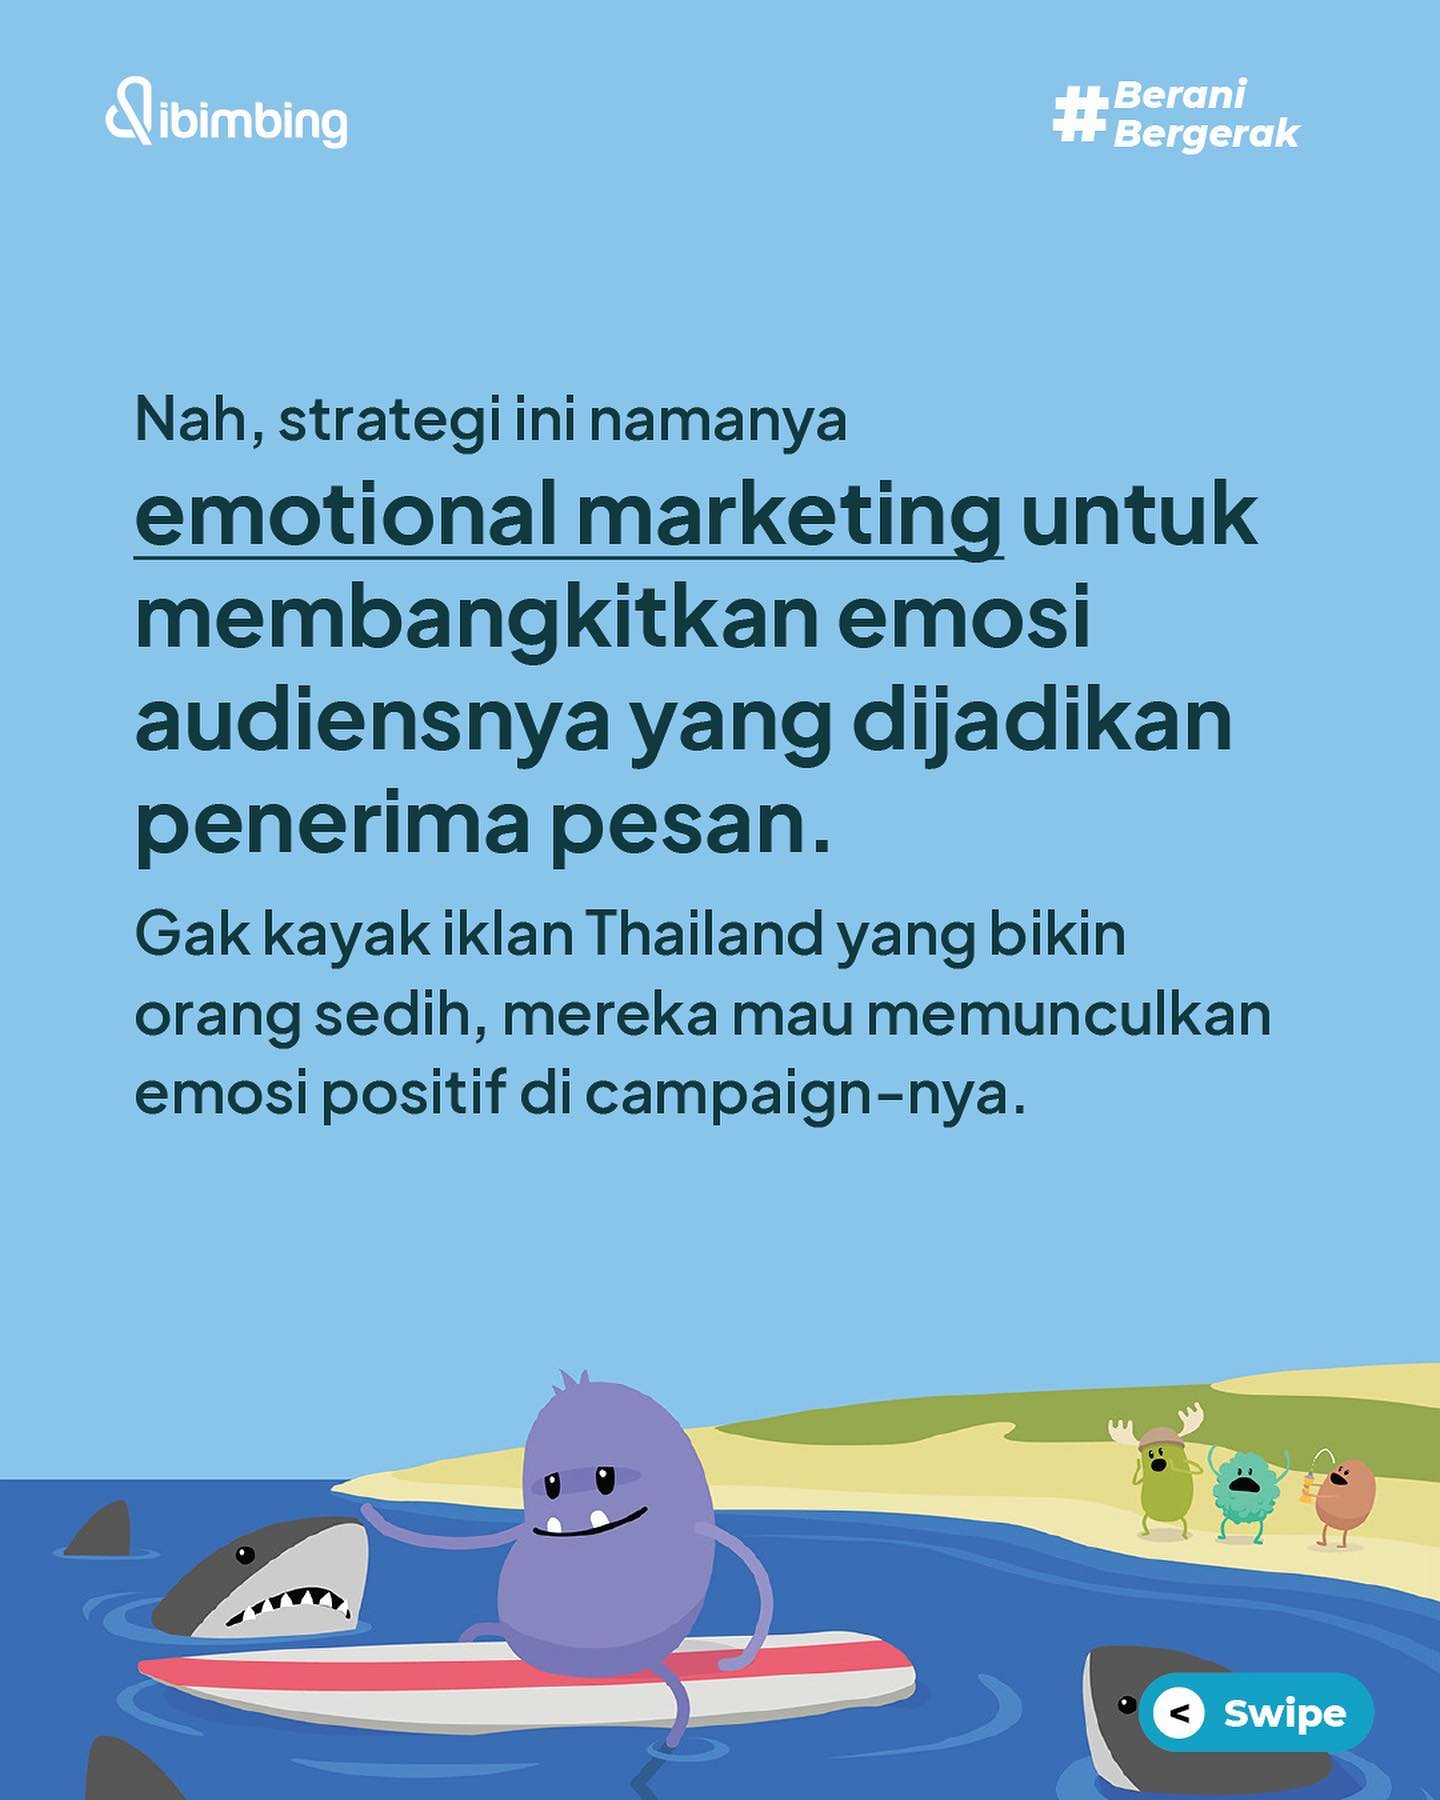 ibimbing
#Berani
Bergerak
Nah, strategi ini namanya
emotional marketing untuk
membangkitkan emosi
audiensnya yang dijadikan
penerima pesan.
Gak kayak iklan Thailand yang bikin
orang sedih, mereka mau memunculkan
emosi positif di campaign-nya.
< Swipe